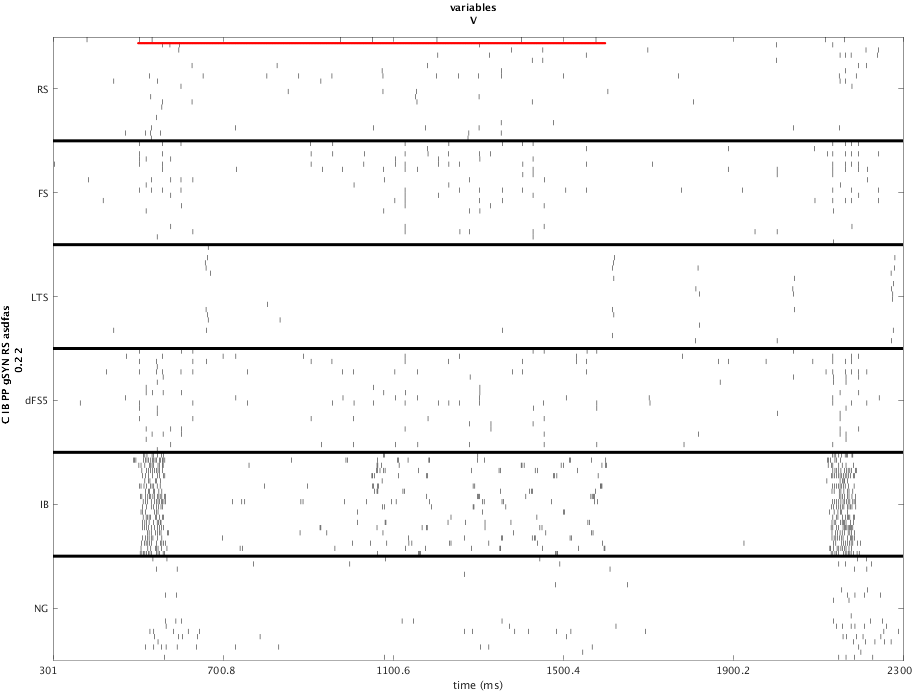 variables
V
C IB PP gSYN RS asdfas
0.2 2
RS
FS
LTS
dFS5
IB
NG
301
700.8
1100.6
1500.4
1900.2
2300
time (ms)